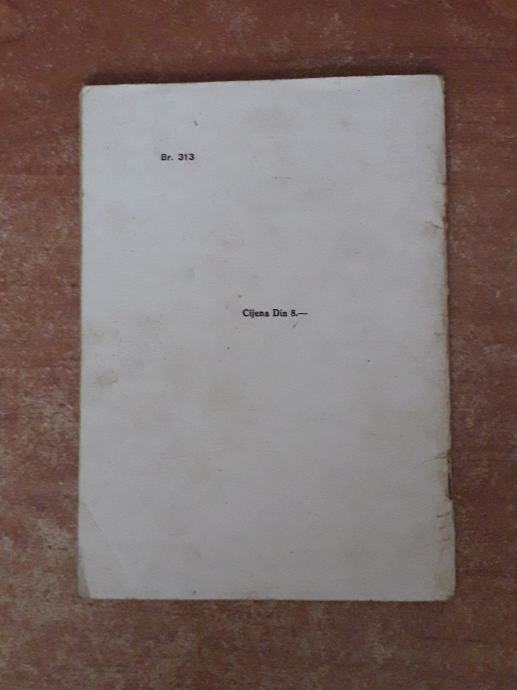 Br. 313
Cijena Din 8.—